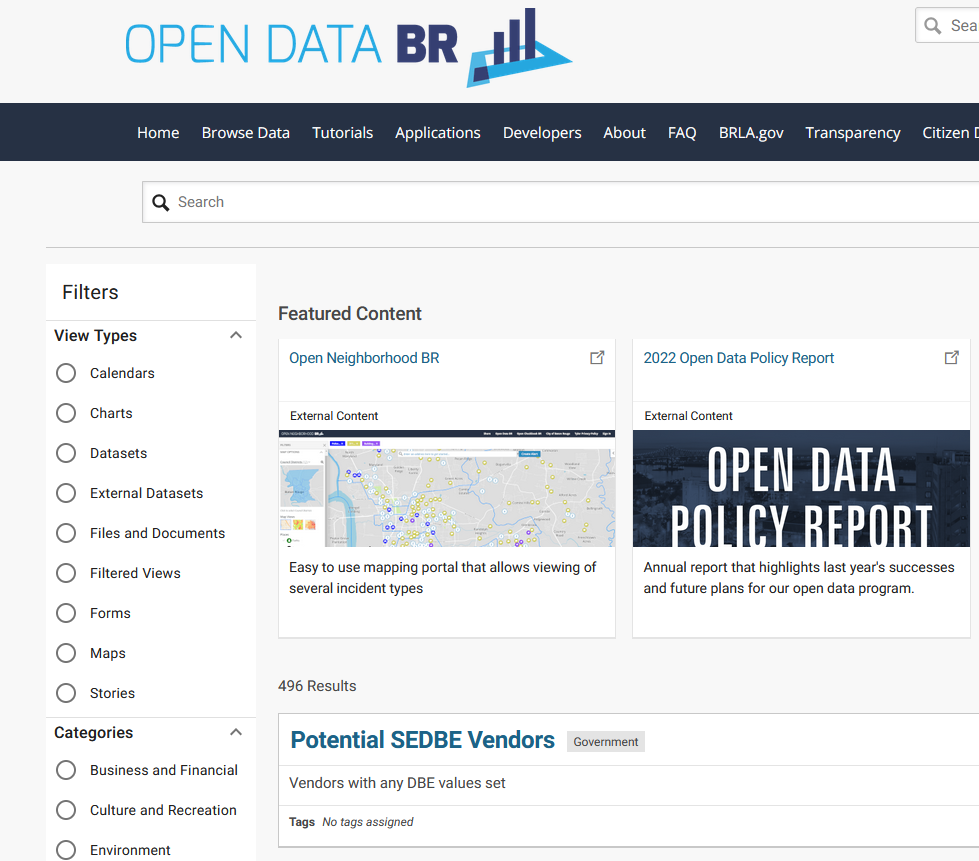 OPEN DATA BR
Sea
Home Browse Data Tutorials Applications Developers About FAQ BRLA.gov Transparency Citizen
Search
Filters
View Types
Calendars
Charts
Datasets
External Datasets
Files and Documents
Filtered Views
Forms
Maps
Stories
Categories
Business and Financial
Culture and Recreation
Environment
Featured Content
Open Neighborhood BR
External Content
Easy to use mapping portal that allows viewing of
several incident types
2022 Open Data Policy Report
External Content
OPEN DATA
POLICY REPORT
Annual report that highlights last year's successes
and future plans for our open data program.
496 Results
Potential SEDBE Vendors Government
Vendors with any DBE values set
Tags No tags assigned